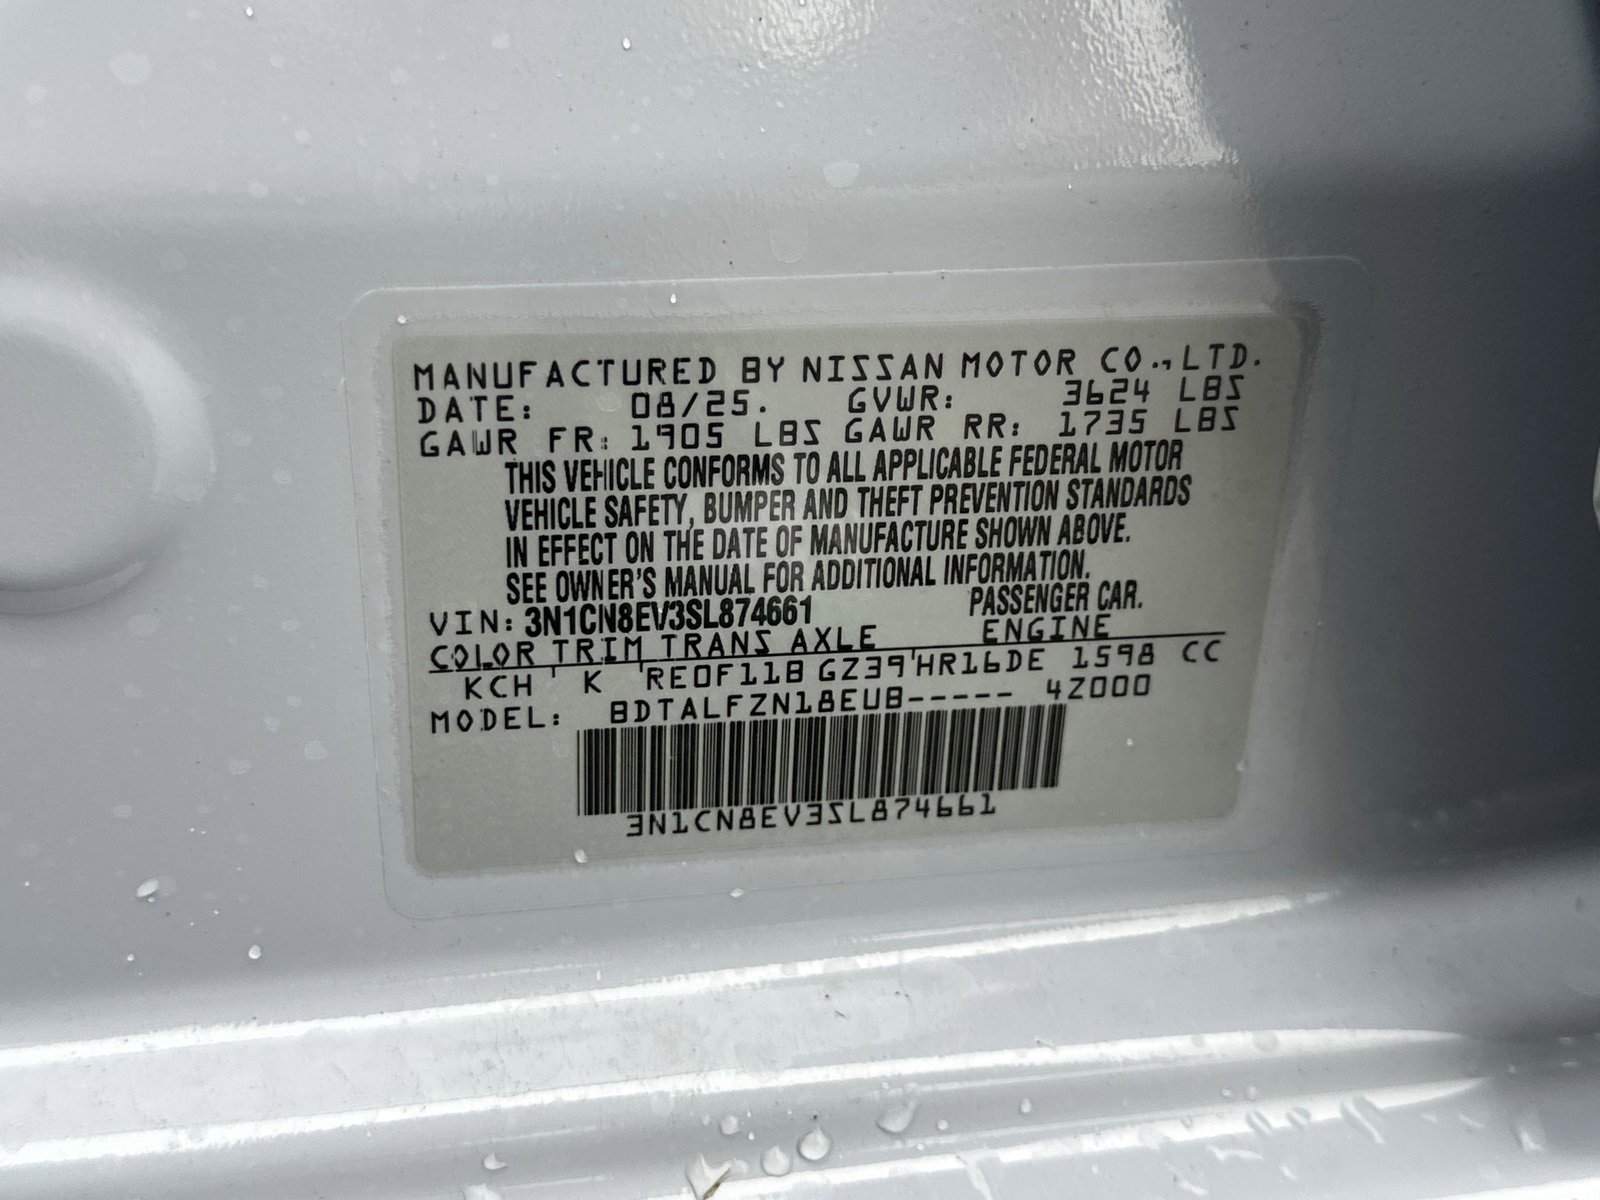 MANUFACTURED BY NISSAN MOTOR CO., LTD.
DATE: 08/25. GVWR: 3624 LBS
GAWR FR: 1905 LBS GAWR RR: 1735 LBS
THIS VEHICLE CONFORMS TO ALL APPLICABLE FEDERAL MOTOR
VEHICLE SAFETY, BUMPER AND THEFT PREVENTION STANDARDS
IN EFFECT ON THE DATE OF MANUFACTURE SHOWN ABOVE.
SEE OWNER'S MANUAL FOR ADDITIONAL INFORMATION.
VIN: 3N1CN8EV3SL874661 PASSENGER CAR.
COLOR TRIM TRANS AXLE ENGINE
KCH ' K 'RE0F11B GZ39'HR16DE 1598 CC
MODEL: BDTALFZN18EUB----- 4Z000
3N1CN8EV3SL874661